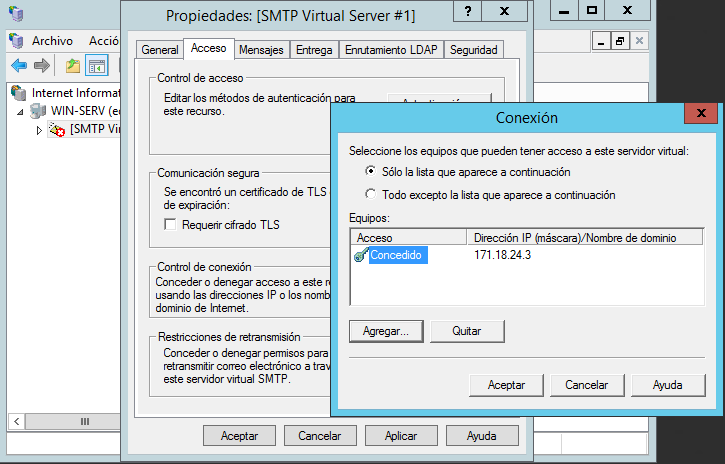 Propiedades: [SMTP Virtual Server #1]
?
x
Archivo
General
Acceso
Mensajes
Entrega
Enrutamiento LDAP
Seguridad
Internet
WIN-SERV
[SMTP
Control de acceso
Editar los métodos de autenticación para
este recurso.
Comunicación segura
Se encontró un certificado de TLS
de expiración:
Requerir cifrado TLS
Control de conexión
Conceder o denegar acceso a este
usando las direcciones IP o los
dominio de Internet.
Restricciones de retransmisión
Conceder o denegar permisos para
retransmitir correo electrónico a
este servidor virtual SMTP.
Aceptar
Cancelar
Aplicar
Ayuda
Conexión
x
Seleccione los equipos que pueden tener acceso a este servidor virtual:
Sólo la lista que aparece a continuación
Todo excepto la lista que aparece a continuación
Equipos:
Acceso
Dirección IP (máscara)/Nombre de dominio
Concedido
171.18.24.3
Agregar...
Quitar
Aceptar
Cancelar
Ayuda